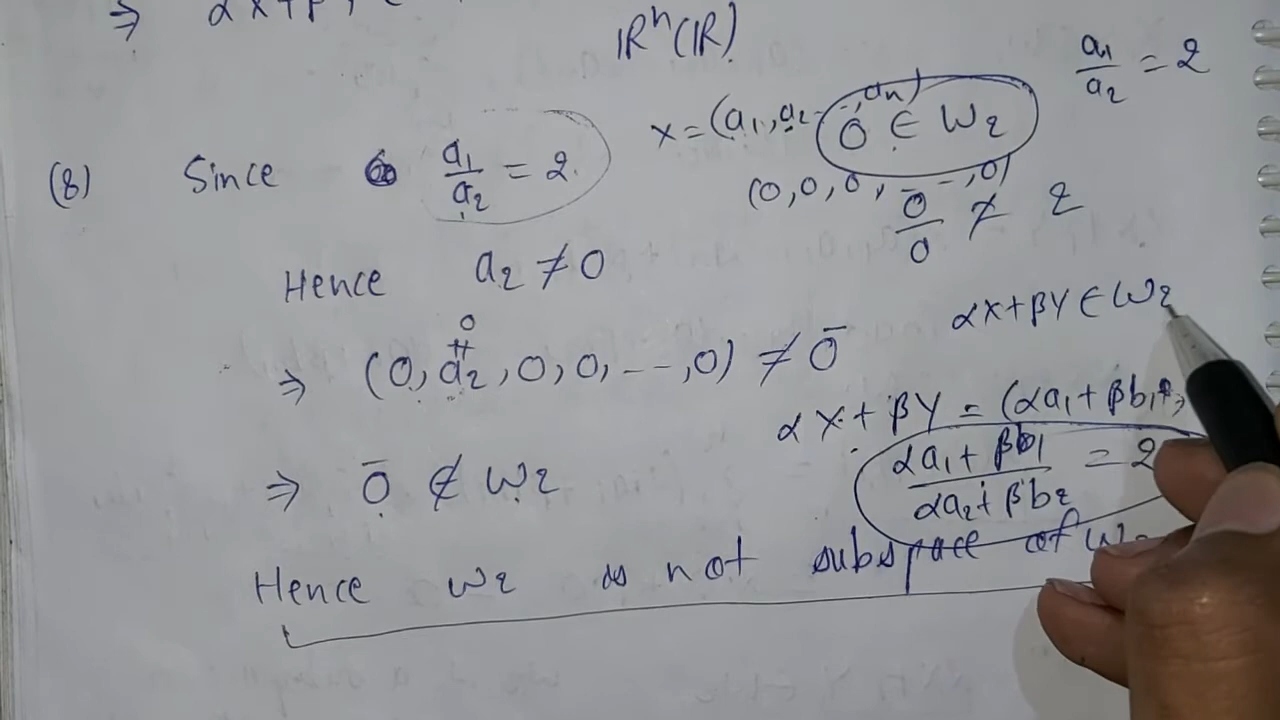 ⇒ αx+β
ℝⁿ(ℝ)
a₁/a₂ = 2
x = (a₁, a₂ - -, aₙ)
0 ∈ W₂
(0, 0, 0, - - -, 0)
0/0 ≠ 2
(8) Since a₁/a₂ = 2.
Hence a₂ ≠ 0
αx+βy ∈ W₂
0
⇒ (0, a₂, 0, 0, - - -, 0) ≠ 0̄
αx + βy = (αa₁ + βb₁,
(αa₁ + βb₁)/(αa₂ + βb₂) = 2
⇒ 0̄ ∉ W₂
Hence W₂ is not subspace of